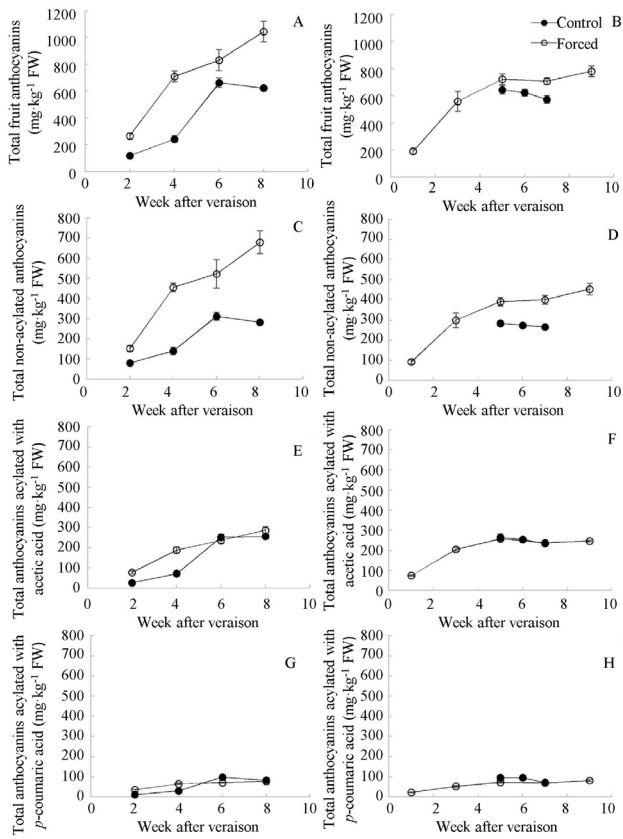 Total fruit anthocyanins
(mg·kg-1 FW)
1200
1000
800
600
400
200
0
A
0 2 4 6 8 10
Week after veraison
Total fruit anthocyanins
(mg·kg-1 FW)
1200
1000
800
600
400
200
0
Control
Forced
B
0 2 4 6 8 10
Week after veraison
Total non-acylated anthocyanins
(mg·kg-1 FW)
800
700
600
500
400
300
200
100
0
C
0 2 4 6 8 10
Week after veraison
Total non-acylated anthocyanins
(mg·kg-1 FW)
800
700
600
500
400
300
200
100
0
D
0 2 4 6 8 10
Week after veraison
Total anthocyanins acylated with
acetic acid (mg·kg-1 FW)
800
700
600
500
400
300
200
100
0
E
0 2 4 6 8 10
Week after veraison
Total anthocyanins acylated with
acetic acid (mg·kg-1 FW)
800
700
600
500
400
300
200
100
0
F
0 2 4 6 8 10
Week after veraison
Total anthocyanins acylated with
p-coumaric acid (mg·kg-1 FW)
800
700
600
500
400
300
200
100
0
G
0 2 4 6 8 10
Week after veraison
Total anthocyanins acylated with
p-coumaric acid (mg·kg-1 FW)
800
700
600
500
400
300
200
100
0
H
0 2 4 6 8 10
Week after veraison